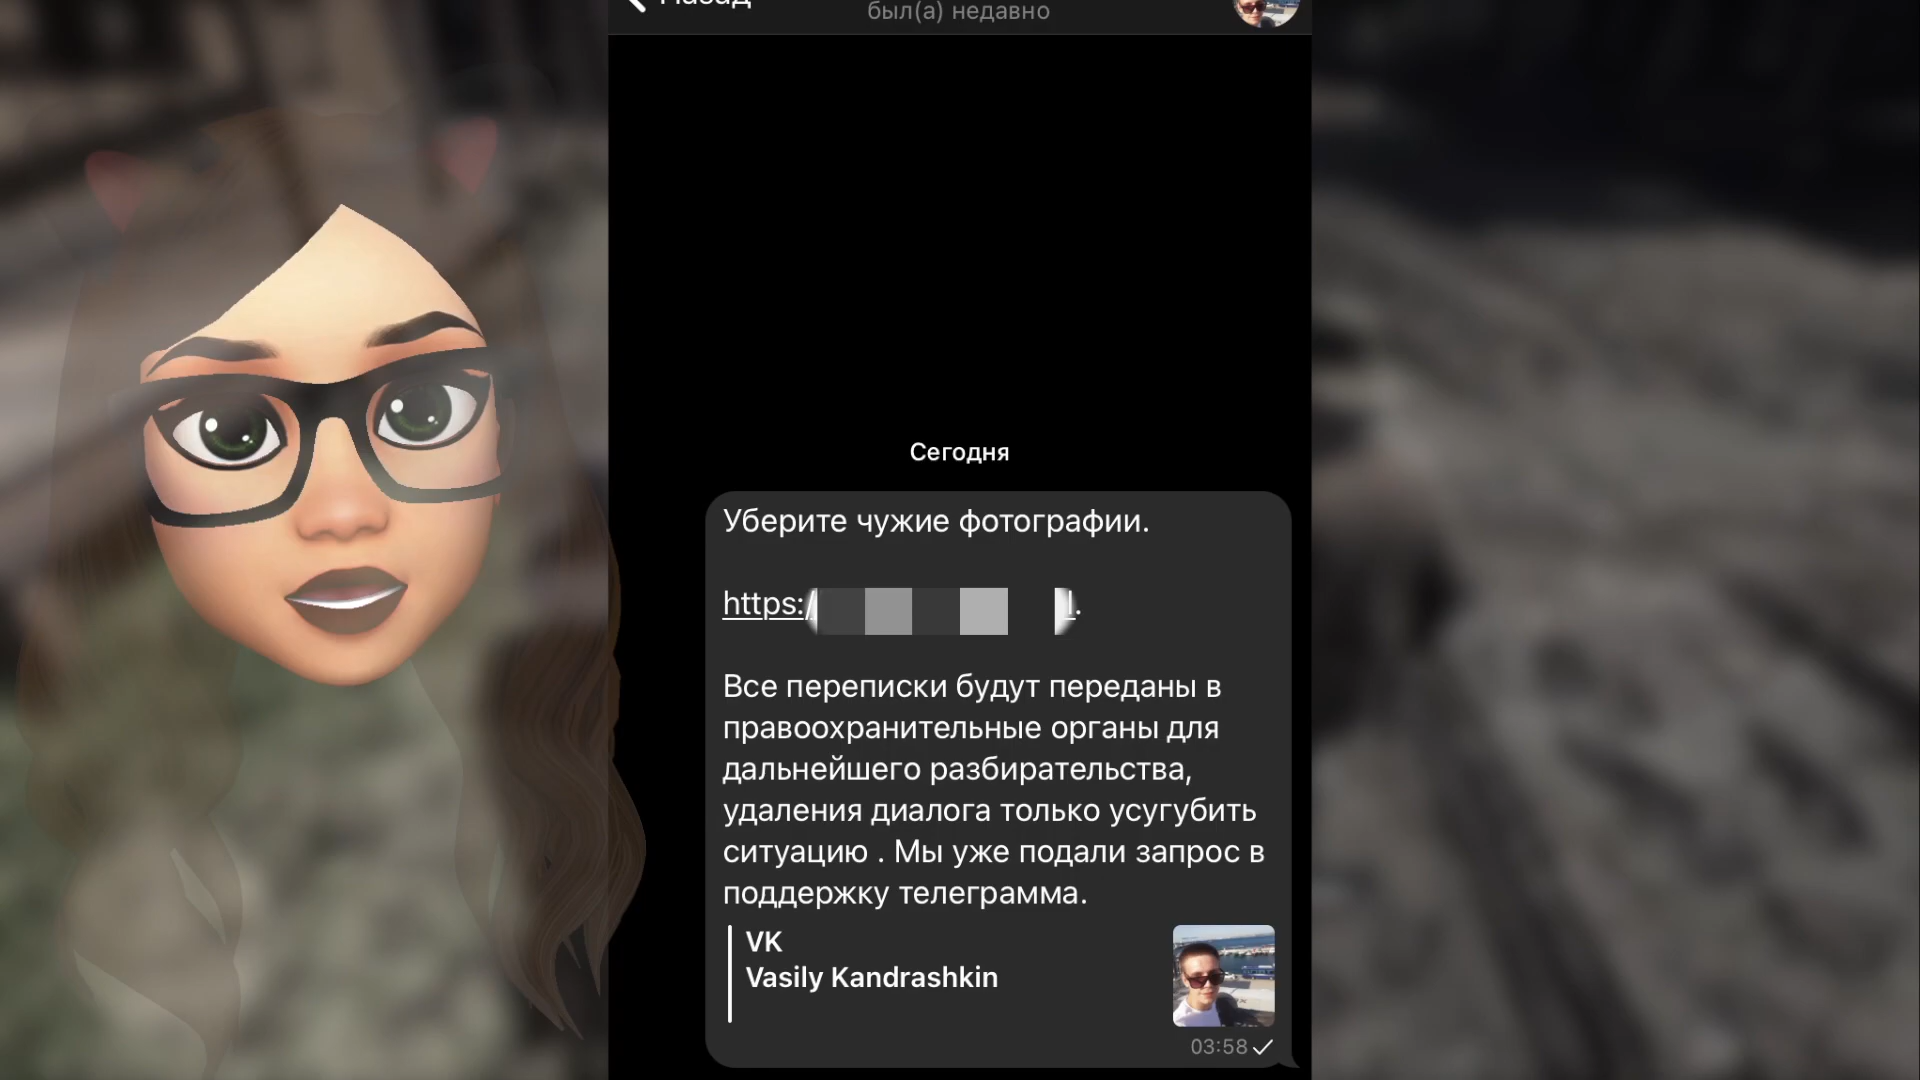 Назад
был(а) недавно
Сегодня
Уберите чужие фотографии.
https:/
Все переписки будут переданы в
правоохранительные органы для
дальнейшего разбирательства,
удаления диалога только усугубить
ситуацию . Мы уже подали запрос в
поддержку телеграмма.
VK
Vasily Kandrashkin
03:58